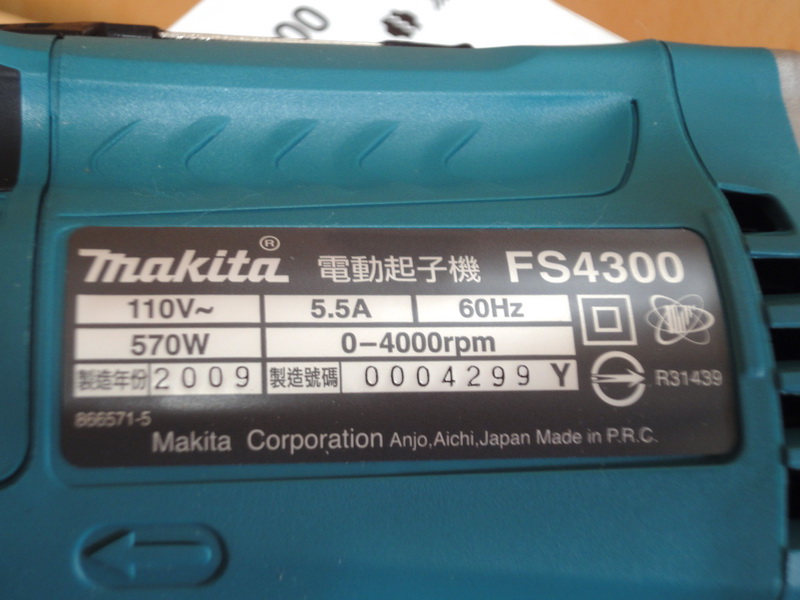 00
makita® 電動起子機 FS4300
110V~ 5.5A 60Hz
570W 0-4000rpm
製造年份 2009 製造號碼 0004299 Y
R31439
866571-5
Makita Corporation Anjo,Aichi,Japan Made in P.R.C.